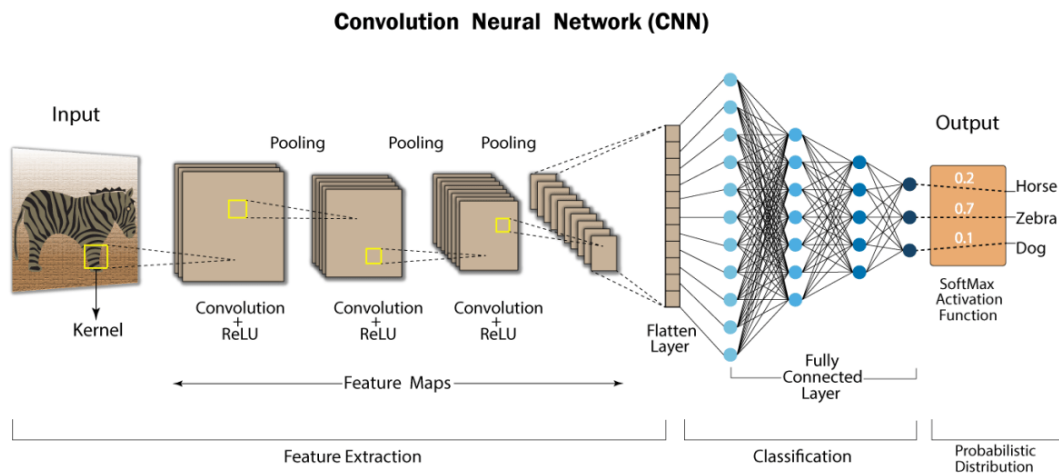 Convolution Neural Network (CNN)
Input
Kernel
Pooling
Pooling
Pooling
Convolution
+
ReLU
Convolution
+
ReLU
Convolution
+
ReLU
Feature Maps
Flatten
Layer
Fully
Connected
Layer
Output
0.2
0.7
0.1
Horse
Zebra
Dog
SoftMax
Activation
Function
Feature Extraction
Classification
Probabilistic
Distribution